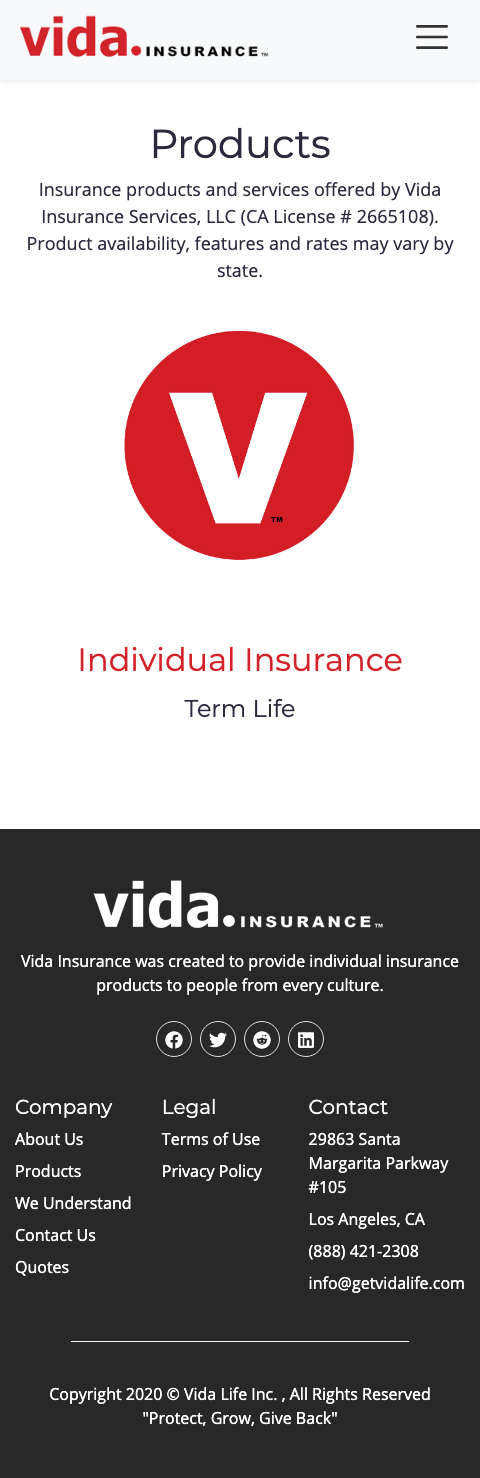 vida. INSURANCE™
Products
Insurance products and services offered by Vida
Insurance Services, LLC (CA License # 2665108).
Product availability, features and rates may vary by
state.
V™
Individual Insurance
Term Life
vida. INSURANCE™
Vida Insurance was created to provide individual insurance
products to people from every culture.
Company
About Us
Products
We Understand
Contact Us
Quotes
Legal
Terms of Use
Privacy Policy
Contact
29863 Santa
Margarita Parkway
#105
Los Angeles, CA
(888) 421-2308
info@getvidalife.com
Copyright 2020 © Vida Life Inc. , All Rights Reserved
"Protect, Grow, Give Back"